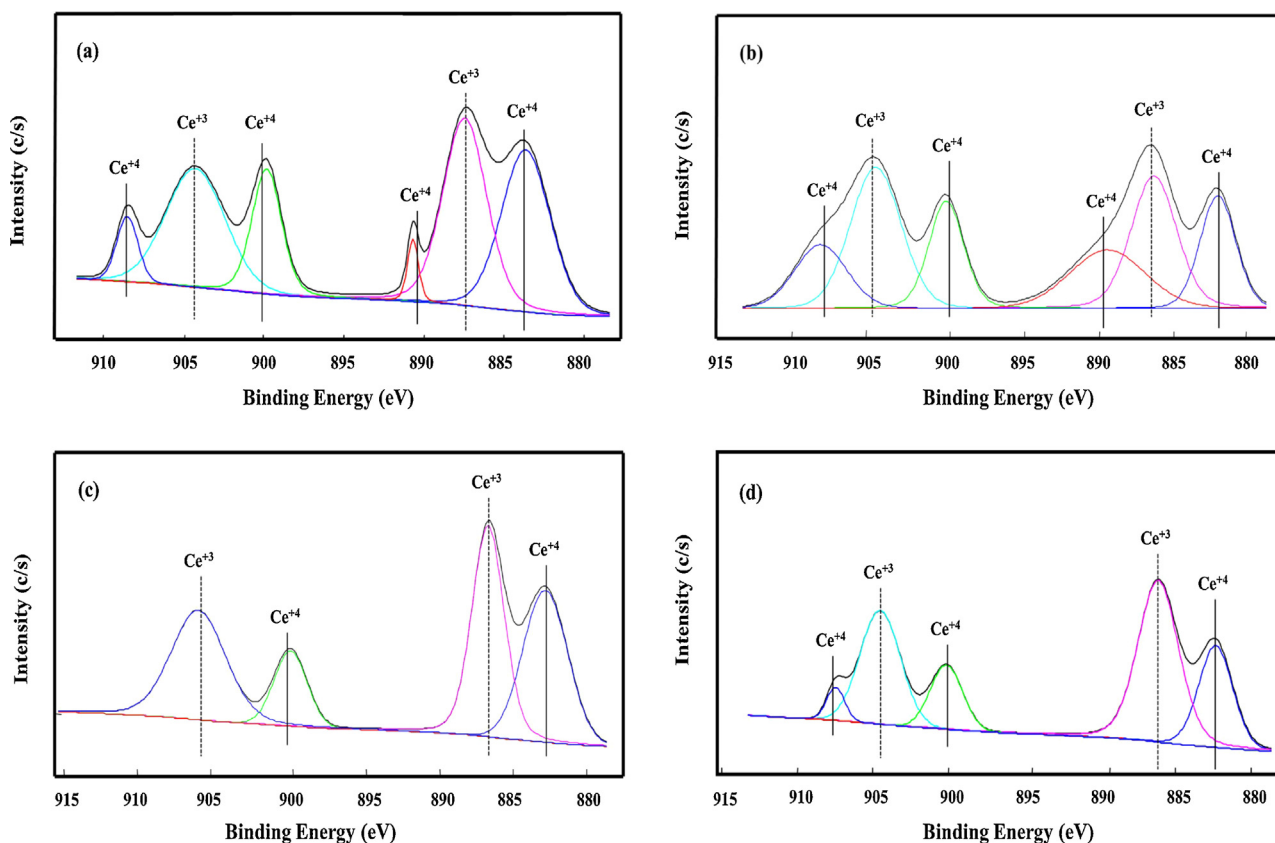 (a)
Ce+4
Ce+3
Ce+4
Ce+4
Ce+3
Ce+4
Intensity (c/s)
910 905 900 895 890 885 880
Binding Energy (eV)
(b)
Ce+4
Ce+3
Ce+4
Ce+4
Ce+3
Ce+4
Intensity (c/s)
915 910 905 900 895 890 885 880
Binding Energy (eV)
(c)
Ce+3
Ce+4
Ce+3
Ce+4
Intensity (c/s)
915 910 905 900 895 890 885 880
Binding Energy (eV)
(d)
Ce+4
Ce+3
Ce+4
Ce+3
Ce+4
Intensity (c/s)
915 910 905 900 895 890 885 880
Binding Energy (eV)